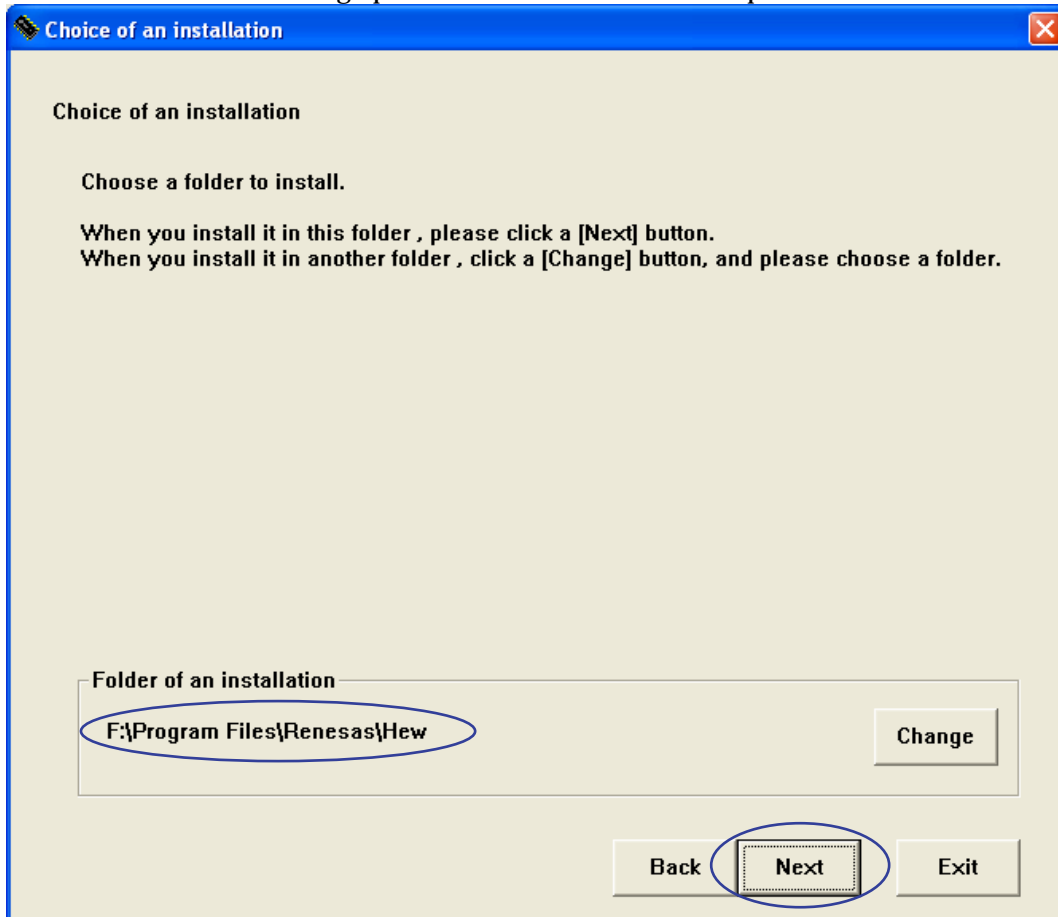 Choice of an installation
Choice of an installation
Choose a folder to install.
When you install it in this folder , please click a [Next] button.
When you install it in another folder , click a [Change] button, and please choose a folder.
Folder of an installation
F:\Program Files\Renesas\Hew
Change
Back Next Exit